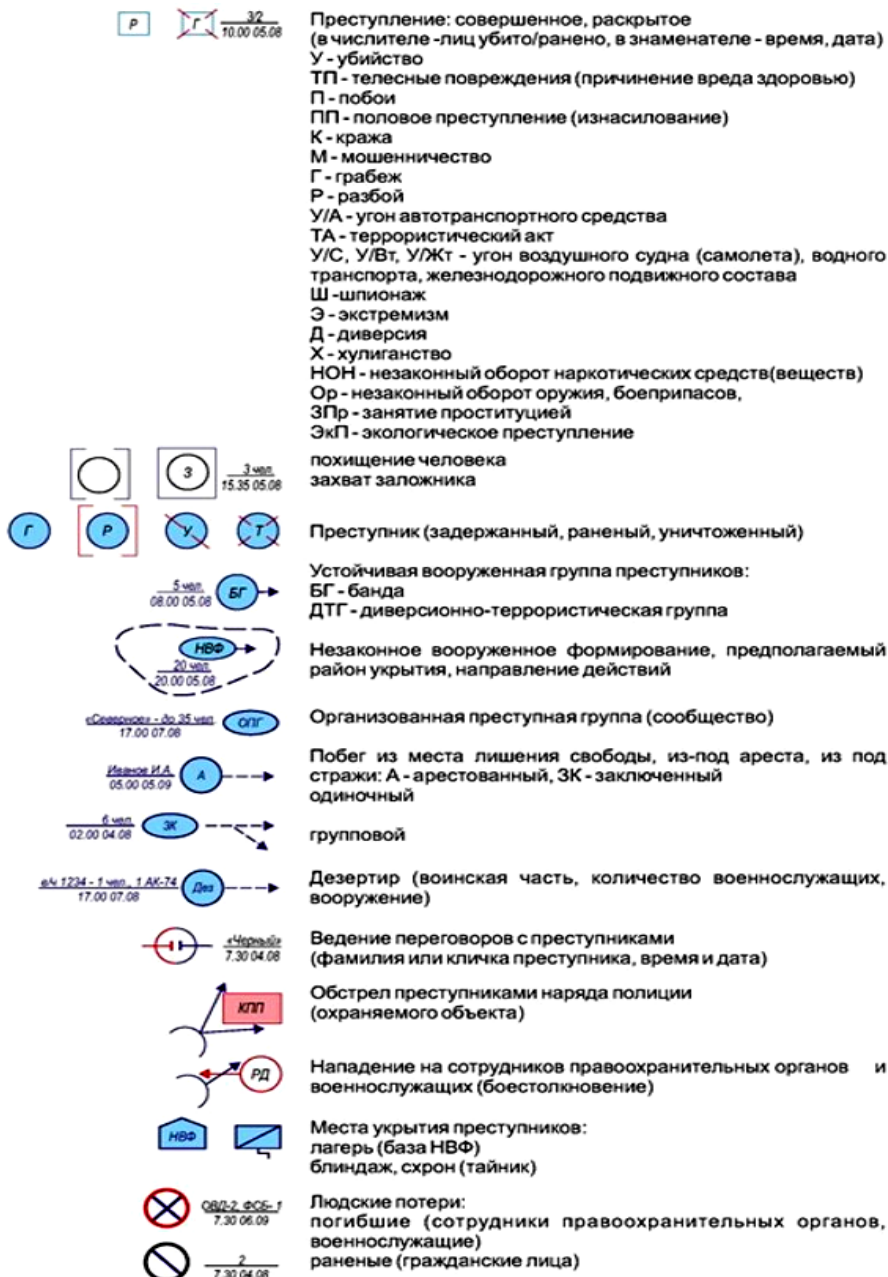 Р Г 3/2 Преступление: совершенное, раскрытое
10.00 05.08 (в числителе -лиц убито/ранено, в знаменателе - время, дата)
У - убийство
ТП - телесные повреждения (причинение вреда здоровью)
П - побои
ПП - половое преступление (изнасилование)
К - кража
М - мошенничество
Г - грабеж
Р - разбой
У/А - угон автотранспортного средства
ТА - террористический акт
У/С, У/Вт, У/Жт - угон воздушного судна (самолета), водного
транспорта, железнодорожного подвижного состава
Ш -шпионаж
Э - экстремизм
Д - диверсия
Х - хулиганство
НОН - незаконный оборот наркотических средств(веществ)
Ор - незаконный оборот оружия, боеприпасов,
ЗПр - занятие проституцией
ЭкП - экологическое преступление
похищение человека
З 3 чел. захват заложника
15.35 05.08
Г Р У Т Преступник (задержанный, раненый, уничтоженный)
Устойчивая вооруженная группа преступников:
5 чел. БГ БГ - банда
08.00 05.08 ДТГ - диверсионно-террористическая группа
НВФ Незаконное вооруженное формирование, предполагаемый
20 чел. район укрытия, направление действий
20.00 05.08
«Северное» - до 35 чел. ОПГ Организованная преступная группа (сообщество)
17.00 07.08
Побег из места лишения свободы, из-под ареста, из под
Иванов И.А. А стражи: А - арестованный, ЗК - заключенный
05.00 05.09 одиночный
6 чел. ЗК групповой
02.00 04.08
в/ч 1234 - 1 чел., 1 АК-74 Дез Дезертир (воинская часть, количество военнослужащих,
17.00 07.08 вооружение)
«Черный» Ведение переговоров с преступниками
7.30 04.08 (фамилия или кличка преступника, время и дата)
КПП Обстрел преступниками наряда полиции
(охраняемого объекта)
РД Нападение на сотрудников правоохранительных органов и
военнослужащих (боестолкновение)
НВФ Места укрытия преступников:
лагерь (база НВФ)
блиндаж, схрон (тайник)
ОВД-2, ФСБ- 1 Людские потери:
7.30 06.09 погибшие (сотрудники правоохранительных органов,
военнослужащие)
2 раненые (гражданские лица)
7.30 04.08